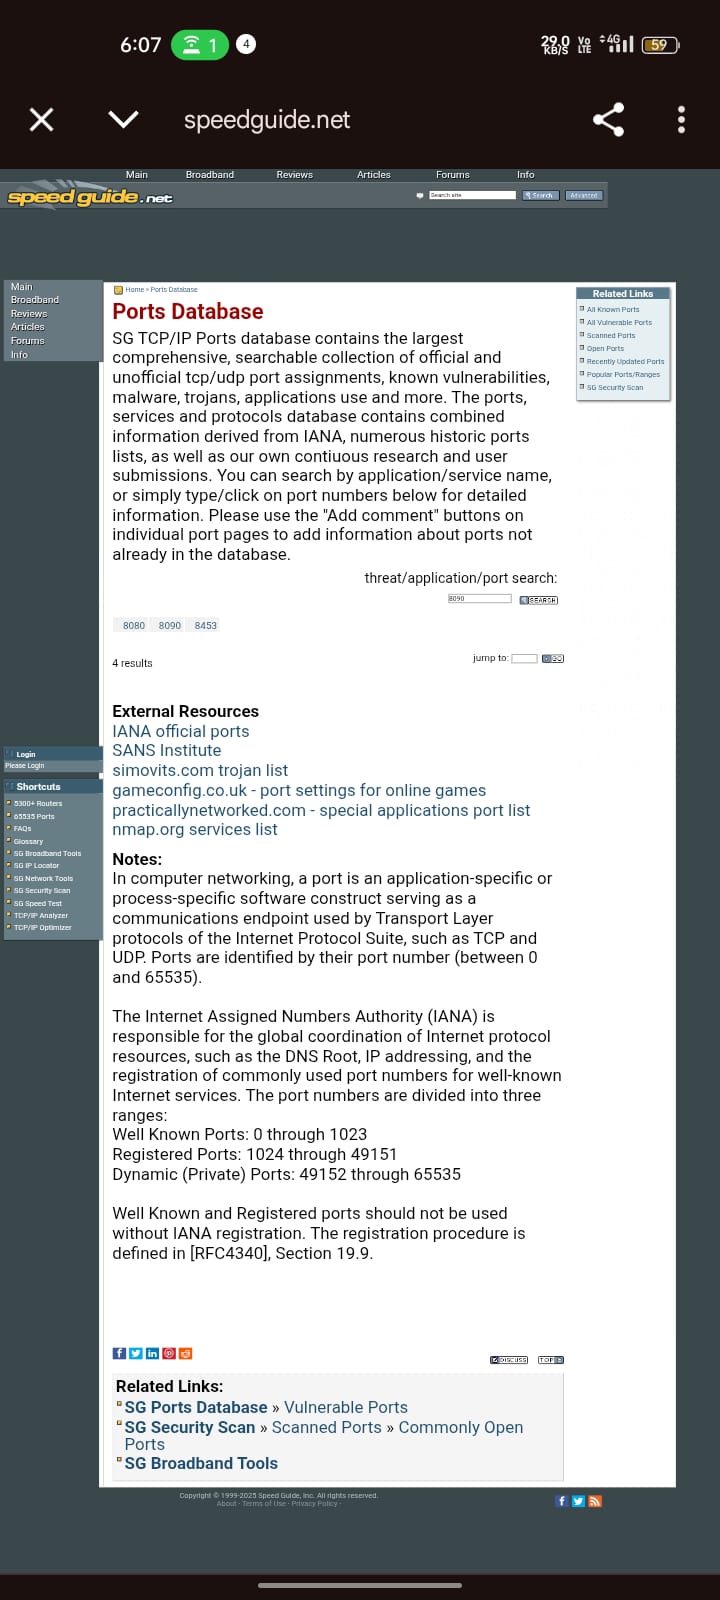 6:07
1
4
29.0
KB/S
Vo
LTE
4G
59
speedguide.net
Main Broadband Reviews Articles Forums Info
speed guide.net
Search site
Search
Advanced
Main
Broadband
Reviews
Articles
Forums
Info
Home » Ports Database
Ports Database
SG TCP/IP Ports database contains the largest
comprehensive, searchable collection of official and
unofficial tcp/udp port assignments, known vulnerabilities,
malware, trojans, applications use and more. The ports,
services and protocols database contains combined
information derived from IANA, numerous historic ports
lists, as well as our own contiuous research and user
submissions. You can search by application/service name,
or simply type/click on port numbers below for detailed
information. Please use the "Add comment" buttons on
individual port pages to add information about ports not
already in the database.
threat/application/port search:
8090
SEARCH
8080 8090 8453
4 results
jump to:
GO
Related Links
All Known Ports
All Vulnerable Ports
Scanned Ports
Open Ports
Recently Updated Ports
Popular Ports/Ranges
SG Security Scan
External Resources
IANA official ports
SANS Institute
simovits.com trojan list
gameconfig.co.uk - port settings for online games
practicallynetworked.com - special applications port list
nmap.org services list
Login
Please Login
Shortcuts
5300+ Routers
65535 Ports
FAQs
Glossary
SG Broadband Tools
SG IP Locator
SG Network Tools
SG Security Scan
SG Speed Test
TCP/IP Analyzer
TCP/IP Optimizer
Notes:
In computer networking, a port is an application-specific or
process-specific software construct serving as a
communications endpoint used by Transport Layer
protocols of the Internet Protocol Suite, such as TCP and
UDP. Ports are identified by their port number (between 0
and 65535).
The Internet Assigned Numbers Authority (IANA) is
responsible for the global coordination of Internet protocol
resources, such as the DNS Root, IP addressing, and the
registration of commonly used port numbers for well-known
Internet services. The port numbers are divided into three
ranges:
Well Known Ports: 0 through 1023
Registered Ports: 1024 through 49151
Dynamic (Private) Ports: 49152 through 65535
Well Known and Registered ports should not be used
without IANA registration. The registration procedure is
defined in [RFC4340], Section 19.9.
DISCUSS
TOP
Related Links:
SG Ports Database » Vulnerable Ports
SG Security Scan » Scanned Ports » Commonly Open
Ports
SG Broadband Tools
Copyright © 1999-2025 Speed Guide, Inc. All rights reserved.
About · Terms of Use · Privacy Policy ·